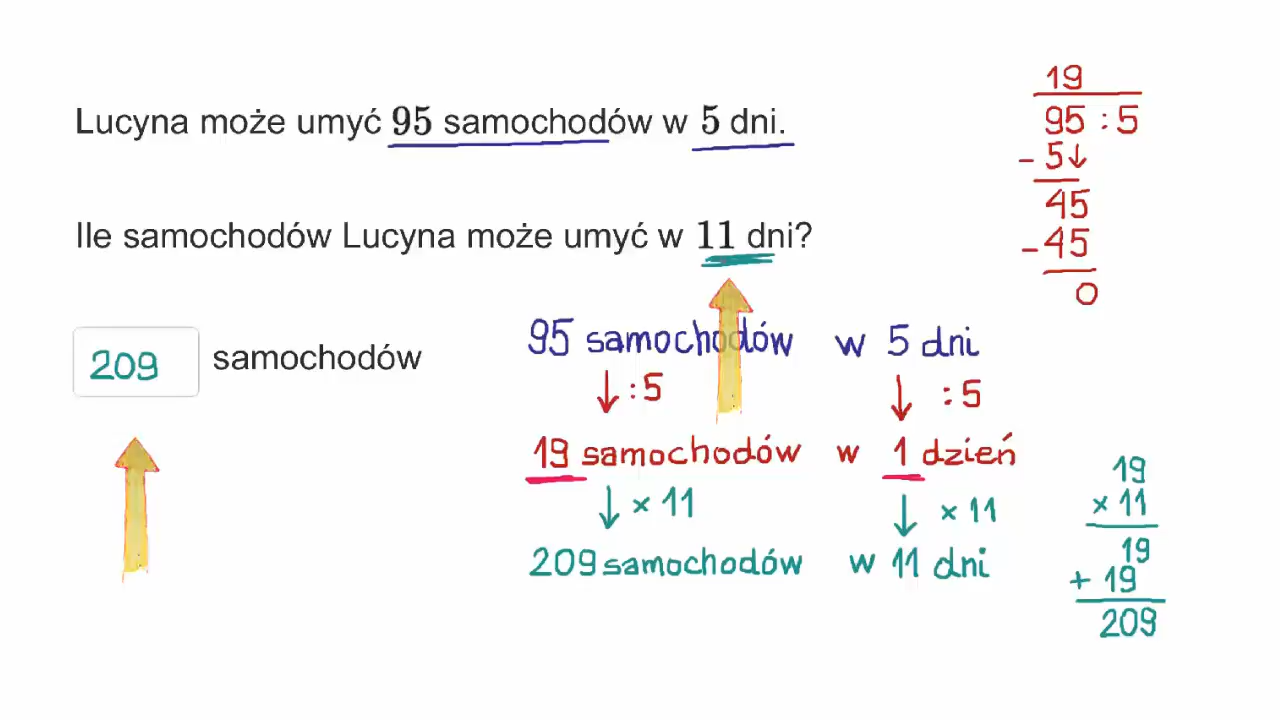 Lucyna może umyć 95 samochodów w 5 dni.
Ile samochodów Lucyna może umyć w 11 dni?
209 samochodów
95 samochodów w 5 dni
↓ : 5 ↓ : 5
19 samochodów w 1 dzień
↓ × 11 ↓ × 11
209 samochodów w 11 dni
19
95 : 5
- 5↓
45
- 45
0
19
× 11
19
+ 19
209